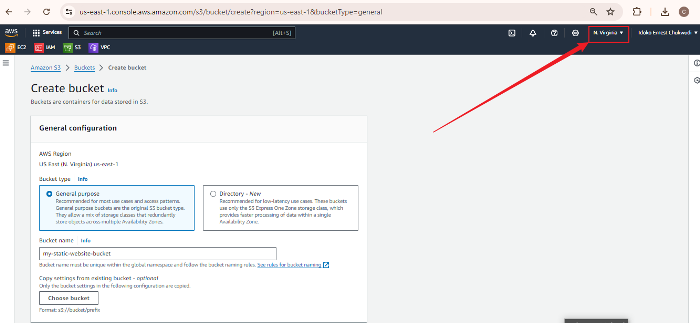 us-east-1.console.aws.amazon.com/s3/bucket/create?region=us-east-1&bucketType=general
aws Services Search [Alt+S] N. Virginia Idoko Ernest Chukwudi
EC2 IAM S3 VPC
Amazon S3 > Buckets > Create bucket
Create bucket Info
Buckets are containers for data stored in S3.
General configuration
AWS Region
US East (N. Virginia) us-east-1
Bucket type Info
General purpose
Recommended for most use cases and access patterns.
General purpose buckets are the original S3 bucket type.
They allow a mix of storage classes that redundantly
store objects across multiple Availability Zones.
Directory - New
Recommended for low-latency use cases. These buckets
use only the S3 Express One Zone storage class, which
provides faster processing of data within a single
Availability Zone.
Bucket name Info
my-static-website-bucket
Bucket name must be unique within the global namespace and follow the bucket naming rules. See rules for bucket naming
Copy settings from existing bucket - optional
Only the bucket settings in the following configuration are copied.
Choose bucket
Format: s3://bucket/prefix